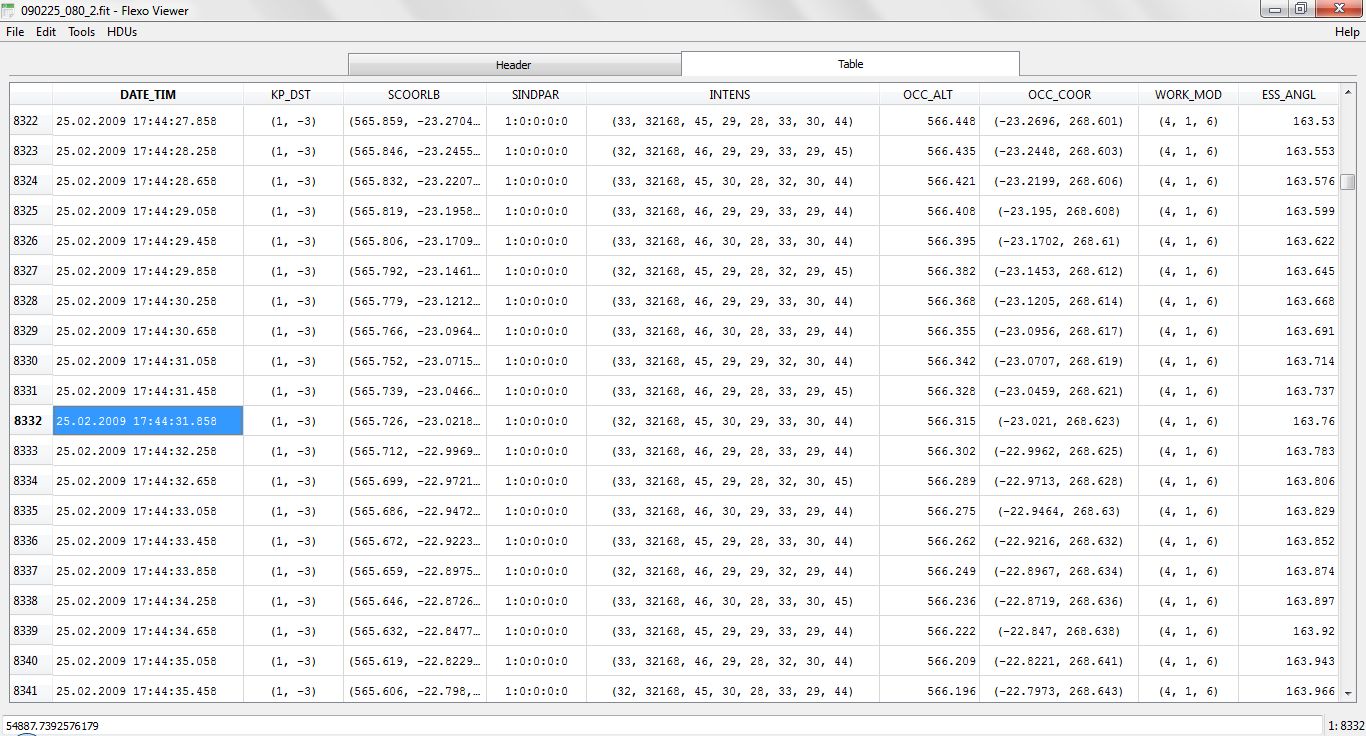 090225_080_2.fit - Flexo Viewer
File Edit Tools HDUs Help
Header Table
DATE_TIM KP_DST SCOORLB SINDPAR INTENS OCC_ALT OCC_COOR WORK_MOD ESS_ANGL
8322 25.02.2009 17:44:27.858 (1, -3) (565.859, -23.2704... 1:0:0:0:0 (33, 32168, 45, 29, 28, 33, 30, 44) 566.448 (-23.2696, 268.601) (4, 1, 6) 163.53
8323 25.02.2009 17:44:28.258 (1, -3) (565.846, -23.2455... 1:0:0:0:0 (32, 32168, 46, 29, 29, 33, 29, 45) 566.435 (-23.2448, 268.603) (4, 1, 6) 163.553
8324 25.02.2009 17:44:28.658 (1, -3) (565.832, -23.2207... 1:0:0:0:0 (33, 32168, 45, 30, 28, 32, 30, 44) 566.421 (-23.2199, 268.606) (4, 1, 6) 163.576
8325 25.02.2009 17:44:29.058 (1, -3) (565.819, -23.1958... 1:0:0:0:0 (33, 32168, 46, 29, 29, 33, 29, 44) 566.408 (-23.195, 268.608) (4, 1, 6) 163.599
8326 25.02.2009 17:44:29.458 (1, -3) (565.806, -23.1709... 1:0:0:0:0 (33, 32168, 46, 30, 28, 33, 30, 44) 566.395 (-23.1702, 268.61) (4, 1, 6) 163.622
8327 25.02.2009 17:44:29.858 (1, -3) (565.792, -23.1461... 1:0:0:0:0 (32, 32168, 45, 29, 29, 32, 29, 45) 566.382 (-23.1453, 268.612) (4, 1, 6) 163.645
8328 25.02.2009 17:44:30.258 (1, -3) (565.779, -23.1212... 1:0:0:0:0 (33, 32168, 45, 29, 28, 33, 30, 44) 566.368 (-23.1205, 268.614) (4, 1, 6) 163.668
8329 25.02.2009 17:44:30.658 (1, -3) (565.766, -23.0964... 1:0:0:0:0 (33, 32168, 46, 30, 28, 33, 29, 44) 566.355 (-23.0956, 268.617) (4, 1, 6) 163.691
8330 25.02.2009 17:44:31.058 (1, -3) (565.752, -23.0715... 1:0:0:0:0 (33, 32168, 45, 29, 29, 32, 30, 44) 566.342 (-23.0707, 268.619) (4, 1, 6) 163.714
8331 25.02.2009 17:44:31.458 (1, -3) (565.739, -23.0466... 1:0:0:0:0 (33, 32168, 46, 29, 28, 33, 29, 45) 566.328 (-23.0459, 268.621) (4, 1, 6) 163.737
8332 25.02.2009 17:44:31.858 (1, -3) (565.726, -23.0218... 1:0:0:0:0 (32, 32168, 45, 30, 28, 33, 30, 44) 566.315 (-23.021, 268.623) (4, 1, 6) 163.76
8333 25.02.2009 17:44:32.258 (1, -3) (565.712, -22.9969... 1:0:0:0:0 (33, 32168, 46, 29, 29, 33, 29, 44) 566.302 (-22.9962, 268.625) (4, 1, 6) 163.783
8334 25.02.2009 17:44:32.658 (1, -3) (565.699, -22.9721... 1:0:0:0:0 (33, 32168, 45, 29, 28, 32, 30, 45) 566.289 (-22.9713, 268.628) (4, 1, 6) 163.806
8335 25.02.2009 17:44:33.058 (1, -3) (565.686, -22.9472... 1:0:0:0:0 (33, 32168, 46, 30, 29, 33, 29, 44) 566.275 (-22.9464, 268.63) (4, 1, 6) 163.829
8336 25.02.2009 17:44:33.458 (1, -3) (565.672, -22.9223... 1:0:0:0:0 (33, 32168, 45, 29, 28, 33, 30, 44) 566.262 (-22.9216, 268.632) (4, 1, 6) 163.852
8337 25.02.2009 17:44:33.858 (1, -3) (565.659, -22.8975... 1:0:0:0:0 (32, 32168, 46, 29, 29, 32, 29, 44) 566.249 (-22.8967, 268.634) (4, 1, 6) 163.874
8338 25.02.2009 17:44:34.258 (1, -3) (565.646, -22.8726... 1:0:0:0:0 (33, 32168, 46, 30, 28, 33, 30, 45) 566.236 (-22.8719, 268.636) (4, 1, 6) 163.897
8339 25.02.2009 17:44:34.658 (1, -3) (565.632, -22.8477... 1:0:0:0:0 (33, 32168, 45, 29, 29, 33, 29, 44) 566.222 (-22.847, 268.638) (4, 1, 6) 163.92
8340 25.02.2009 17:44:35.058 (1, -3) (565.619, -22.8229... 1:0:0:0:0 (33, 32168, 46, 29, 28, 32, 30, 44) 566.209 (-22.8221, 268.641) (4, 1, 6) 163.943
8341 25.02.2009 17:44:35.458 (1, -3) (565.606, -22.798,... 1:0:0:0:0 (32, 32168, 45, 30, 28, 33, 30, 44) 566.196 (-22.7973, 268.643) (4, 1, 6) 163.966
54887.7392576179 1: 8332